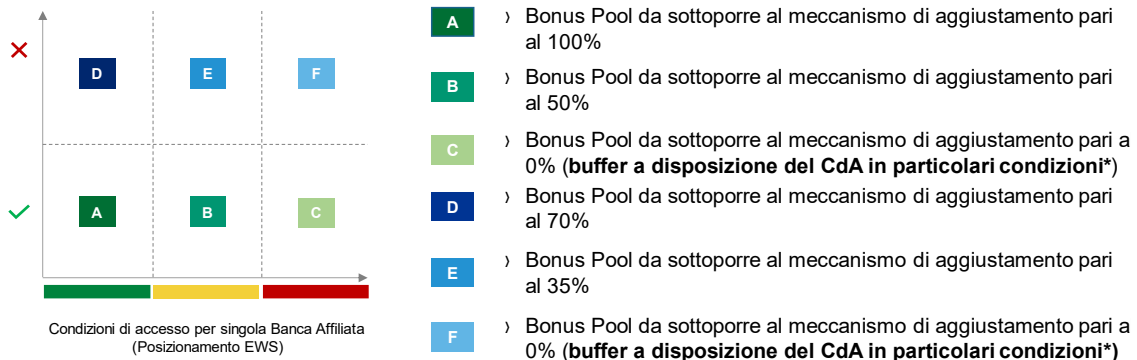 D
E
F
A
B
C
Condizioni di accesso per singola Banca Affiliata
(Posizionamento EWS)
A
› Bonus Pool da sottoporre al meccanismo di aggiustamento pari
al 100%
B
› Bonus Pool da sottoporre al meccanismo di aggiustamento pari
al 50%
C
› Bonus Pool da sottoporre al meccanismo di aggiustamento pari a
0% (buffer a disposizione del CdA in particolari condizioni*)
D
› Bonus Pool da sottoporre al meccanismo di aggiustamento pari
al 70%
E
› Bonus Pool da sottoporre al meccanismo di aggiustamento pari
al 35%
F
› Bonus Pool da sottoporre al meccanismo di aggiustamento pari a
0% (buffer a disposizione del CdA in particolari condizioni*)